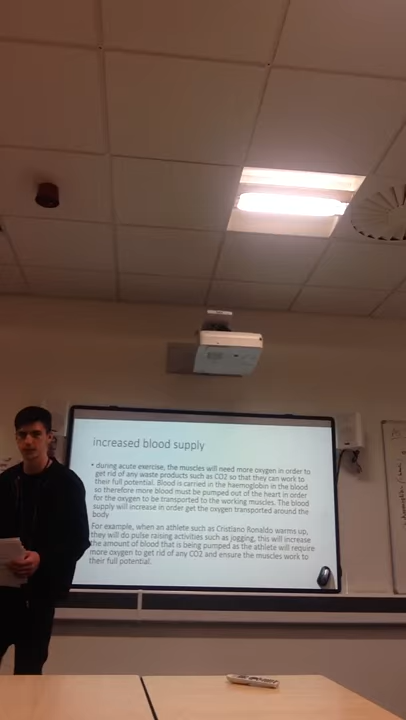 increased blood supply
• during acute exercise, the muscles will need more oxygen in order to
get rid of any waste products such as CO2 so that they can work to
their full potential. Blood is carried in the haemoglobin in the blood
so therefore more blood must be pumped out of the heart in order
for the oxygen to be transported to the working muscles. The blood
supply will increase in order get the oxygen transported around the
body
For example, when an athlete such as Cristiano Ronaldo warms up,
they will do pulse raising activities such as jogging, this will increase
the amount of blood that is being pumped as the athlete will require
more oxygen to get rid of any CO2 and ensure the muscles work to
their full potential.